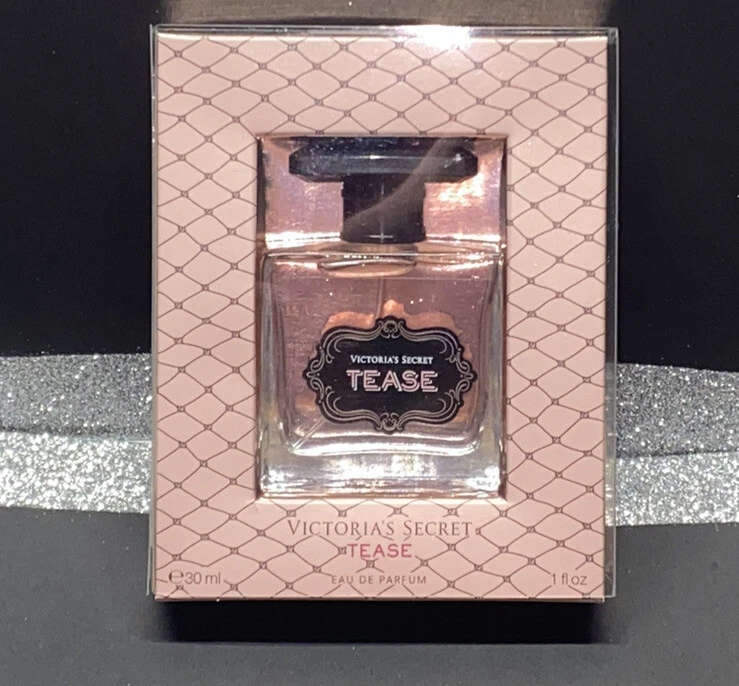 VICTORIA'S SECRET
TEASE
VICTORIA'S SECRET
TEASE
℮30 ml EAU DE PARFUM 1 fl oz